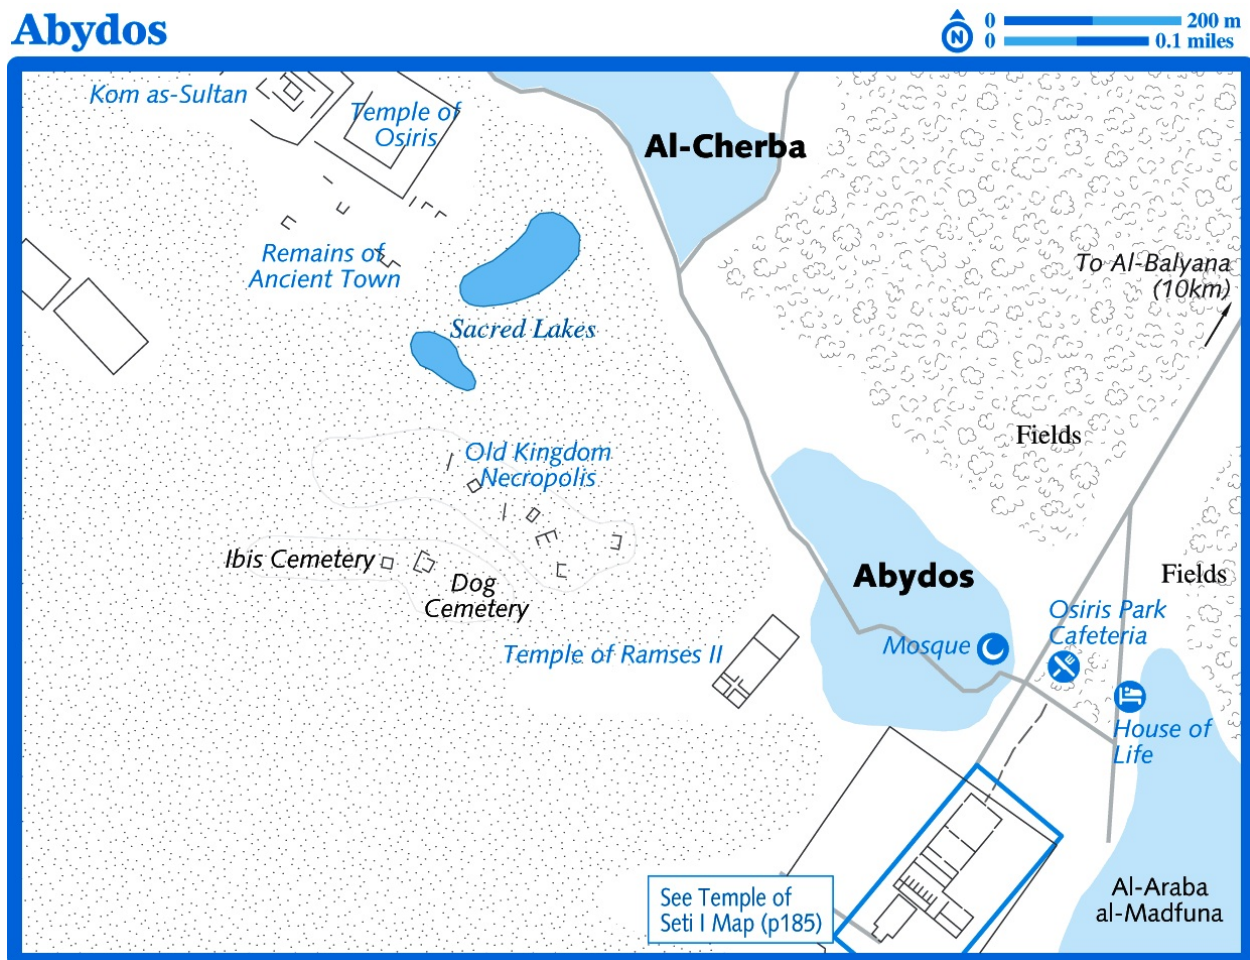 Abydos
N
0
200 m
0
0.1 miles
Kom as-Sultan
Temple of
Osiris
Al-Cherba
Remains of
Ancient Town
To Al-Balyana
(10km)
Sacred Lakes
Fields
Old Kingdom
Necropolis
Ibis Cemetery
Dog
Cemetery
Abydos
Fields
Osiris Park
Cafeteria
Mosque
Temple of Ramses II
House of
Life
See Temple of
Seti I Map (p185)
Al-Araba
al-Madfuna